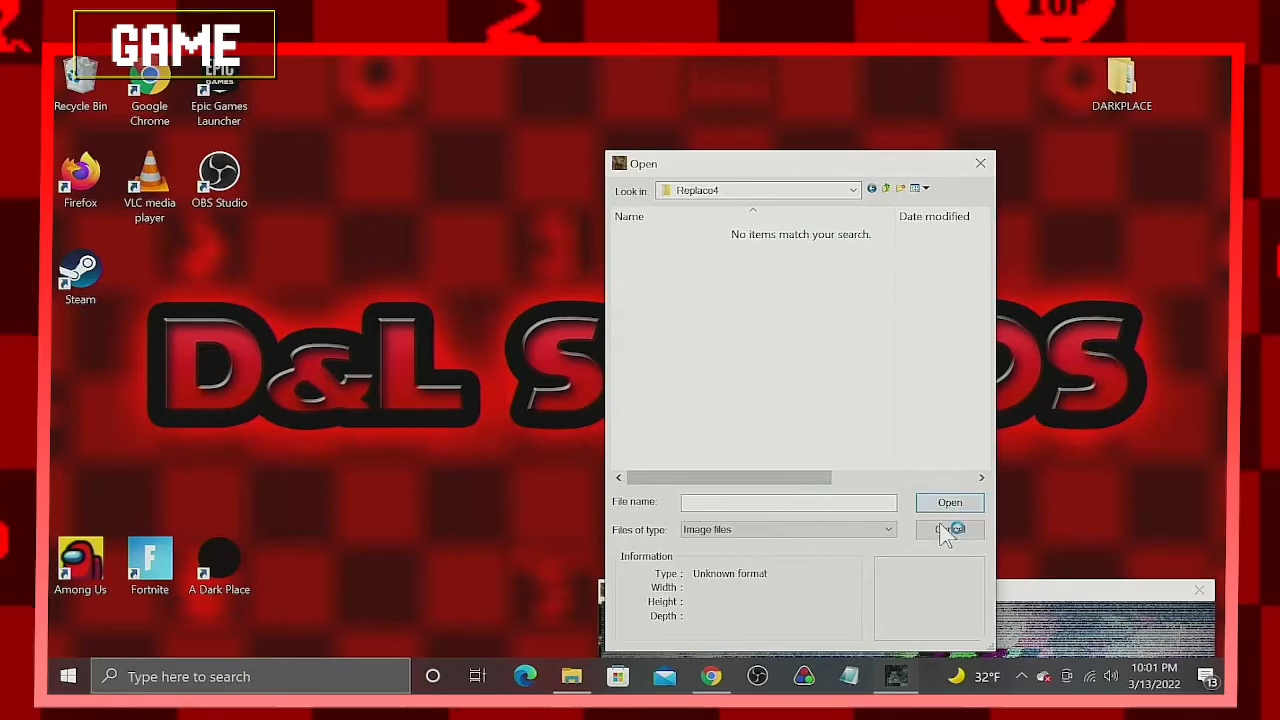 GAME
TOP
Recycle Bin
Google Chrome
EPIC GAMES
Epic Games Launcher
DARKPLACE
Firefox
VLC media player
OBS Studio
Steam
D&L S
OS
Open
Look in:
Replace4
Name
Date modified
No items match your search.
File name:
Open
Files of type:
Image files
Information
Type : Unknown format
Width :
Height :
Depth :
Among Us
F
Fortnite
A Dark Place
Type here to search
32°F
10:01 PM
3/13/2022
13